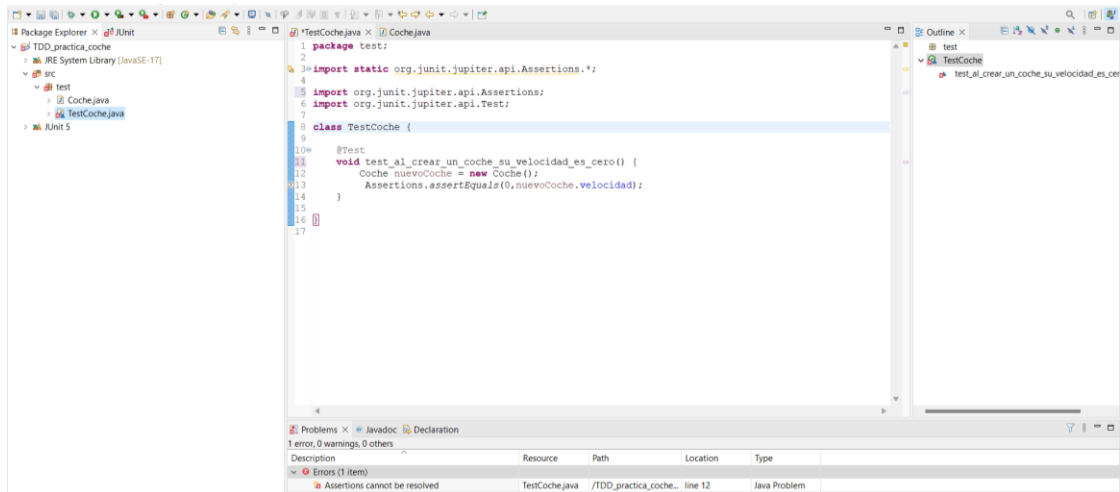 Package Explorer × JUnit
TDD_practica_coche
JRE System Library [JavaSE-17]
src
test
Coche.java
TestCoche.java
JUnit 5
*TestCoche.java × Coche.java
1 package test;
2
3 import static org.junit.jupiter.api.Assertions.*;
4
5 import org.junit.jupiter.api.Assertions;
6 import org.junit.jupiter.api.Test;
7
8 class TestCoche {
9
10 @Test
11 void test_al_crear_un_coche_su_velocidad_es_cero() {
12 Coche nuevoCoche = new Coche();
13 Assertions.assertEquals(0,nuevoCoche.velocidad);
14 }
15
16 }
17
Outline ×
test
TestCoche
test_al_crear_un_coche_su_velocidad_es_cer
Problems × Javadoc Declaration
1 error, 0 warnings, 0 others
Description Resource Path Location Type
Errors (1 item)
Assertions cannot be resolved TestCoche.java /TDD_practica_coche... line 12 Java Problem